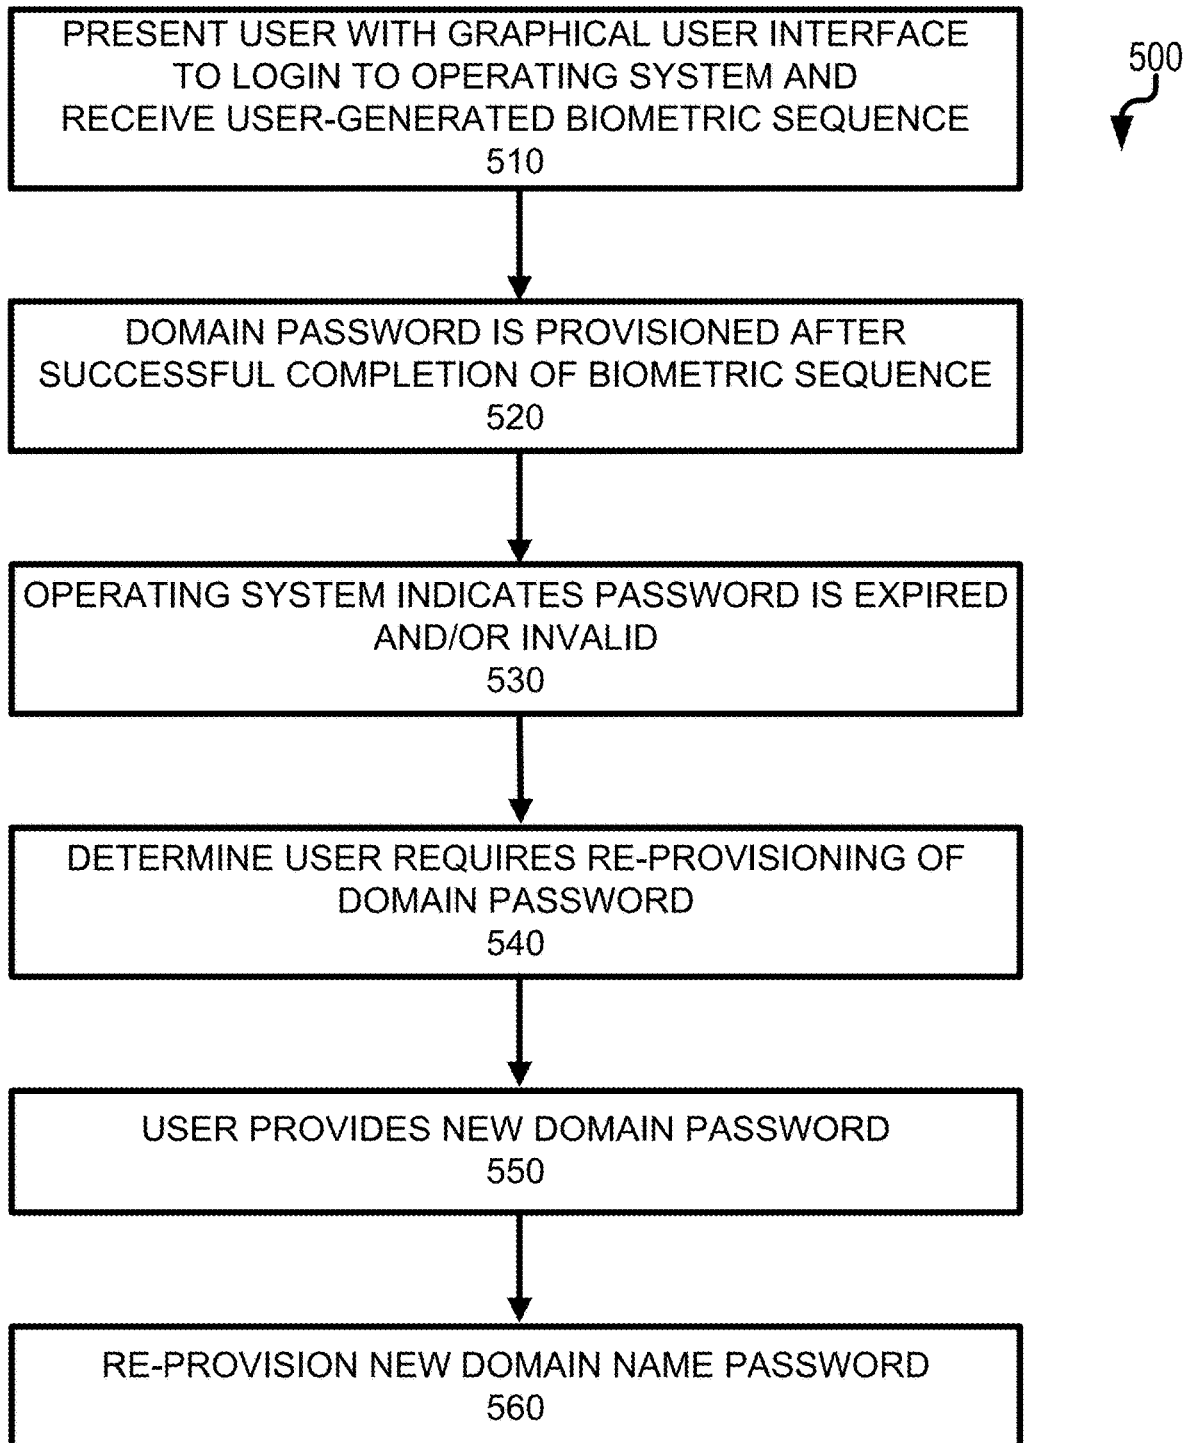 PRESENT USER WITH GRAPHICAL USER INTERFACE
TO LOGIN TO OPERATING SYSTEM AND
RECEIVE USER-GENERATED BIOMETRIC SEQUENCE
510
500
DOMAIN PASSWORD IS PROVISIONED AFTER
SUCCESSFUL COMPLETION OF BIOMETRIC SEQUENCE
520
OPERATING SYSTEM INDICATES PASSWORD IS EXPIRED
AND/OR INVALID
530
DETERMINE USER REQUIRES RE-PROVISIONING OF
DOMAIN PASSWORD
540
USER PROVIDES NEW DOMAIN PASSWORD
550
RE-PROVISION NEW DOMAIN NAME PASSWORD
560